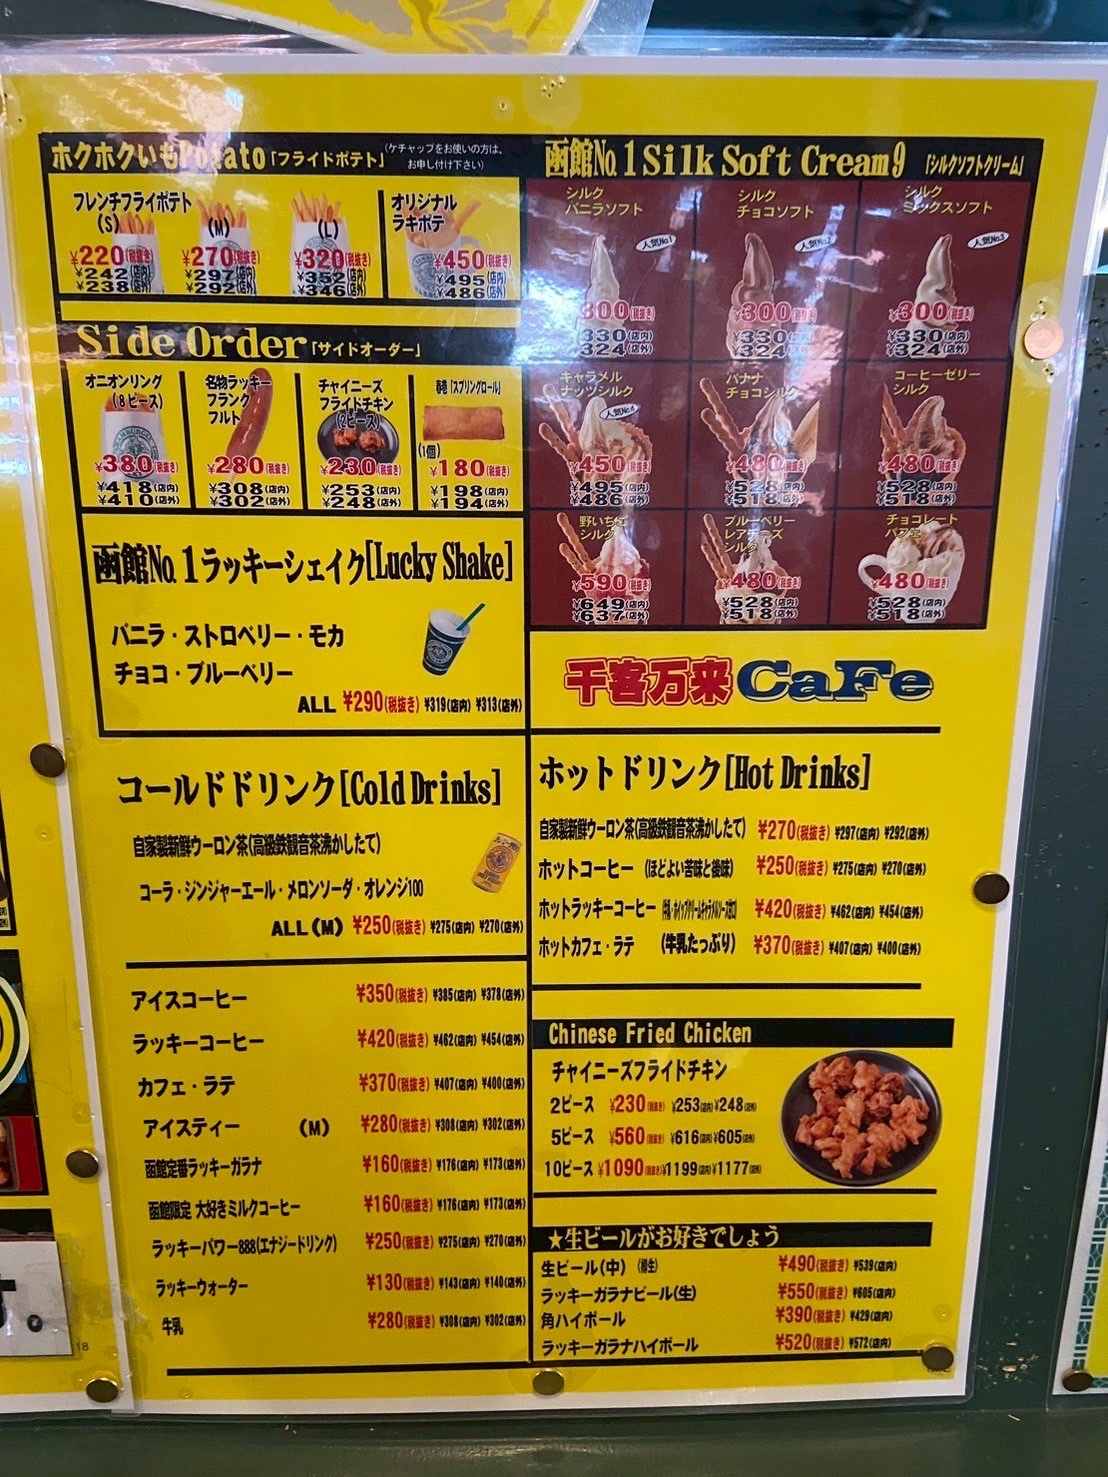 ホクホクいもPotato「フライドポテト」
(ケチャップをお使いの方は、
お申し付け下さい)
フレンチフライポテト
(S)
¥220(税抜き)
¥242(店内)
¥238(店外)
(M)
¥270(税抜き)
¥297(店内)
¥292(店外)
(L)
¥320(税抜き)
¥352(店内)
¥346(店外)
オリジナル
ラキポテ
¥450(税抜き)
¥495(店内)
¥486(店外)
Side Order「サイドオーダー」
オニオンリング
(8ピース)
¥380(税抜き)
¥418(店内)
¥410(店外)
名物ラッキー
フランク
フルト
¥280(税抜き)
¥308(店内)
¥302(店外)
チャイニーズ
フライドチキン
(2ピース)
¥230(税抜き)
¥253(店内)
¥248(店外)
春巻「スプリングロール」
(1個)
¥180(税抜き)
¥198(店内)
¥194(店外)
函館No.1ラッキーシェイク[Lucky Shake]
バニラ・ストロベリー・モカ
チョコ・ブルーベリー
ALL ¥290(税抜き) ¥319(店内) ¥313(店外)
コールドドリンク[Cold Drinks]
自家製新鮮ウーロン茶(高級鉄観音茶沸かしたて)
コーラ・ジンジャーエール・メロンソーダ・オレンジ100
ALL(M) ¥250(税抜き) ¥275(店内) ¥270(店外)
アイスコーヒー ¥350(税抜き) ¥385(店内) ¥378(店外)
ラッキーコーヒー ¥420(税抜き) ¥462(店内) ¥454(店外)
カフェ・ラテ ¥370(税抜き) ¥407(店内) ¥400(店外)
アイスティー (M) ¥280(税抜き) ¥308(店内) ¥302(店外)
函館定番ラッキーガラナ ¥160(税抜き) ¥176(店内) ¥173(店外)
函館限定 大好きミルクコーヒー ¥160(税抜き) ¥176(店内) ¥173(店外)
ラッキーパワー888(エナジードリンク) ¥250(税抜き) ¥275(店内) ¥270(店外)
ラッキーウォーター ¥130(税抜き) ¥143(店内) ¥140(店外)
牛乳 ¥280(税抜き) ¥308(店内) ¥302(店外)
函館No.1 Silk Soft Cream9 「シルクソフトクリーム」
シルク
バニラソフト
人気No.1
300(税抜き)
¥330(店内)
¥324(店外)
シルク
チョコソフト
人気No.2
¥300(税抜き)
¥330(店内)
¥324(店外)
シルク
ミックスソフト
人気No.3
¥300(税抜き)
¥330(店内)
¥324(店外)
キャラメル
ナッツシルク
人気No.4
¥450(税抜き)
¥495(店内)
¥486(店外)
バナナ
チョコシルク
¥480(税抜き)
¥528(店内)
¥518(店外)
コーヒーゼリー
シルク
¥480(税抜き)
¥528(店内)
¥518(店外)
野いちご
シルク
¥590(税抜き)
¥649(店内)
¥637(店外)
ブルーベリー
レアチーズ
シルク
¥480(税抜き)
¥528(店内)
¥518(店外)
チョコレート
パフェ
¥480(税抜き)
¥528(店内)
¥518(店外)
千客万来CaFe
ホットドリンク[Hot Drinks]
自家製新鮮ウーロン茶(高級鉄観音茶沸かしたて) ¥270(税抜き) ¥297(店内) ¥292(店外)
ホットコーヒー (ほどよい苦味と後味) ¥250(税抜き) ¥275(店内) ¥270(店外)
ホットラッキーコーヒー ¥420(税抜き) ¥462(店内) ¥454(店外)
ホットカフェ・ラテ (牛乳たっぷり) ¥370(税抜き) ¥407(店内) ¥400(店外)
Chinese Fried Chicken
チャイニーズフライドチキン
2ピース ¥230(税抜き) ¥253(店内) ¥248(店外)
5ピース ¥560(税抜き) ¥616(店内) ¥605(店外)
10ピース ¥1090(税抜き) ¥1199(店内) ¥1177(店外)
★生ビールがお好きでしょう
生ビール(中) (樽生) ¥490(税抜き) ¥539(店内)
ラッキーガラナビール(生) ¥550(税抜き) ¥605(店内)
角ハイボール ¥390(税抜き) ¥429(店内)
ラッキーガラナハイボール ¥520(税抜き) ¥572(店内)
18